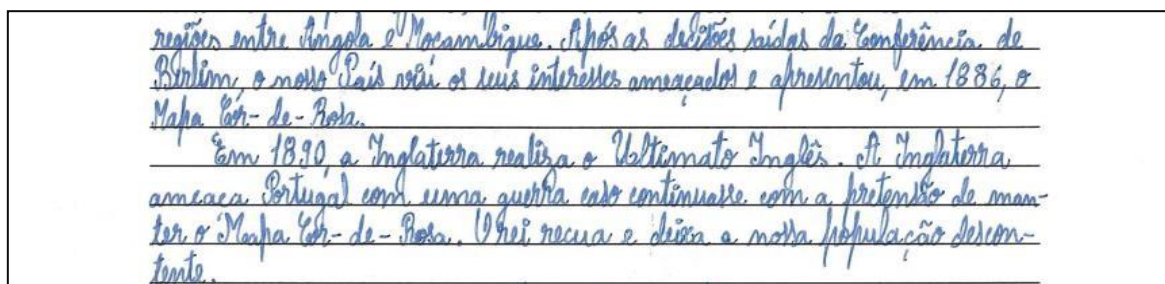 regiões entre Angola e Moçambique. Após as decisões saídas da Conferência de
Berlim, o nosso País viu os seus interesses ameaçados e apresentou, em 1886, o
Mapa Cor-de-Rosa.
Em 1890, a Inglaterra realiza o Ultimato Inglês. A Inglaterra
ameaça Portugal com uma guerra caso continuasse com a pretensão de man-
ter o Mapa Cor-de-Rosa. O rei recua e deixa a nossa população descon-
tente.